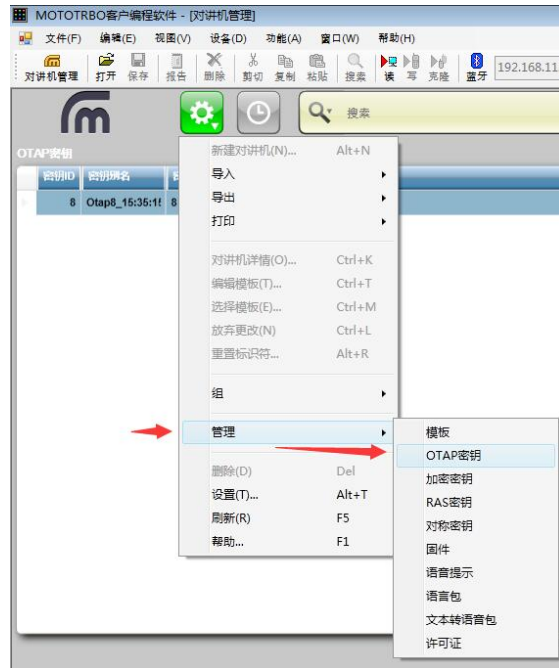 MOTOTRBO客户编程软件 - [对讲机管理]
文件(F) 编辑(E) 视图(V) 设备(D) 功能(A) 窗口(W) 帮助(H)
对讲机管理 打开 保存 报告 删除 剪切 复制 粘贴 搜索 读 写 克隆 蓝牙 192.168.11
搜索
OTAP密钥
密钥ID 密钥别名
8 Otap8_15:35:1 8
新建对讲机(N)... Alt+N
导入
导出
打印
对讲机详情(O)... Ctrl+K
编辑模板(T)... Ctrl+T
选择模板(E)... Ctrl+M
放弃更改(N) Ctrl+L
重置标识符... Alt+R
组
管理
删除(D) Del
设置(T)... Alt+T
刷新(R) F5
帮助... F1
模板
OTAP密钥
加密密钥
RAS密钥
对称密钥
固件
语音提示
语言包
文本转语音包
许可证